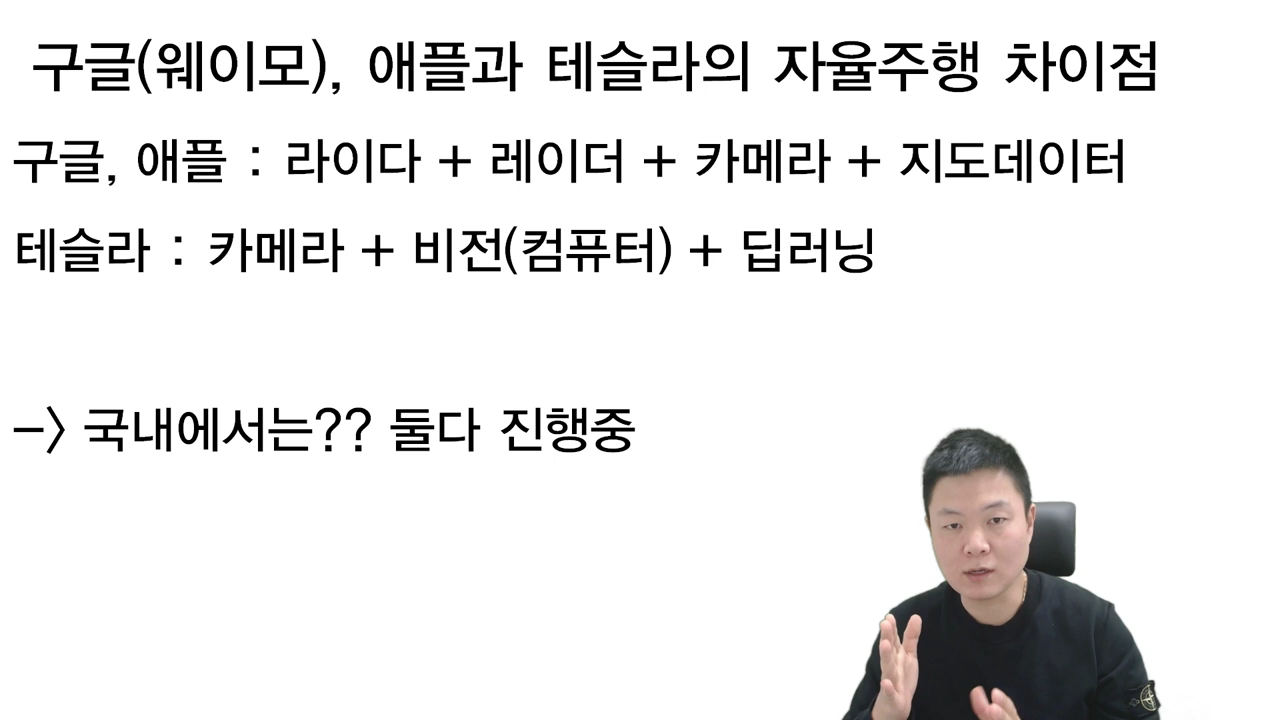 구글(웨이모), 애플과 테슬라의 자율주행 차이점
구글, 애플 : 라이다 + 레이더 + 카메라 + 지도데이터
테슬라 : 카메라 + 비전(컴퓨터) + 딥러닝
-> 국내에서는?? 둘다 진행중